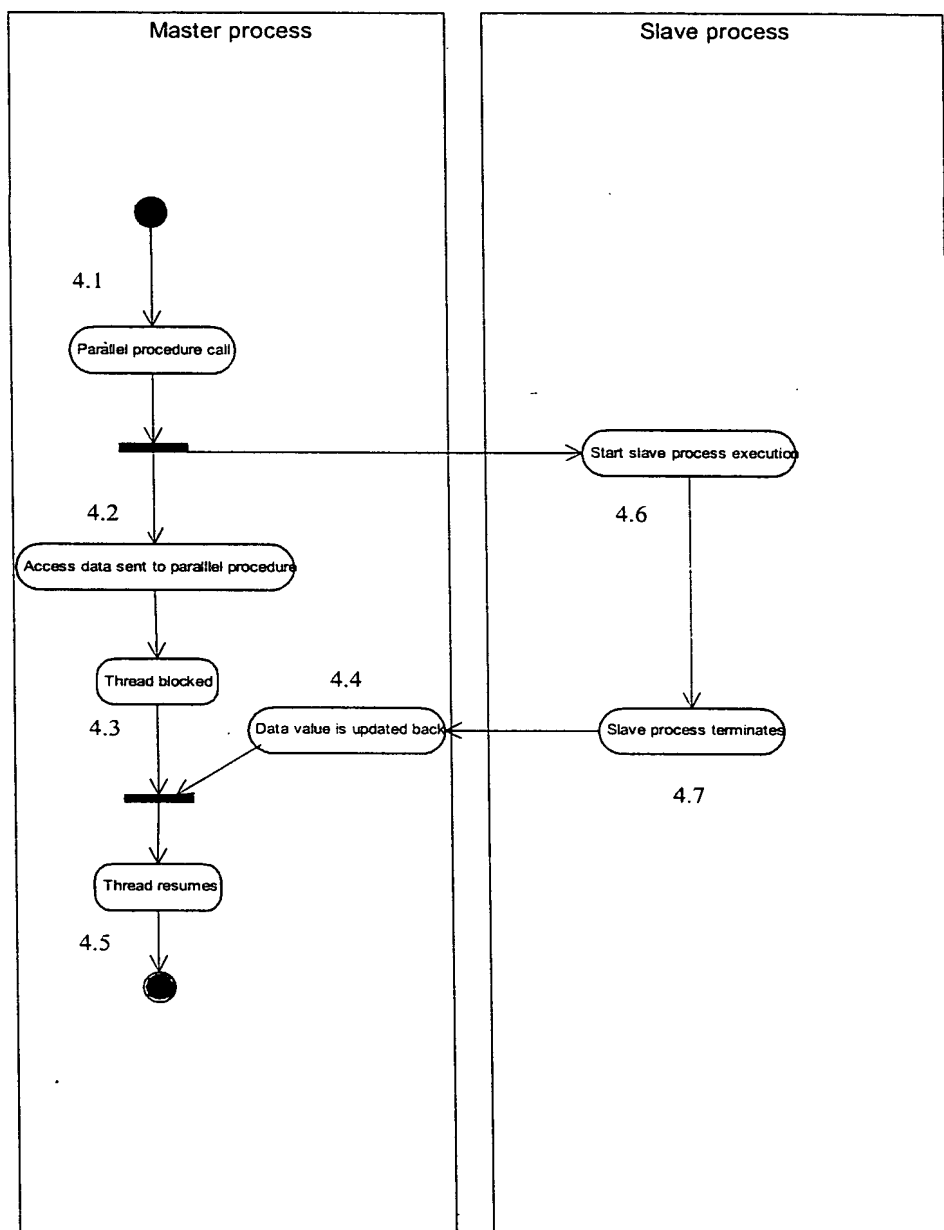 Master process
Slave process
4.1
Parallel procedure call
Start slave process execution
4.2
4.6
Access data sent to parallel procedure
Thread blocked
4.4
4.3
Data value is updated back
Slave process terminates
4.7
Thread resumes
4.5